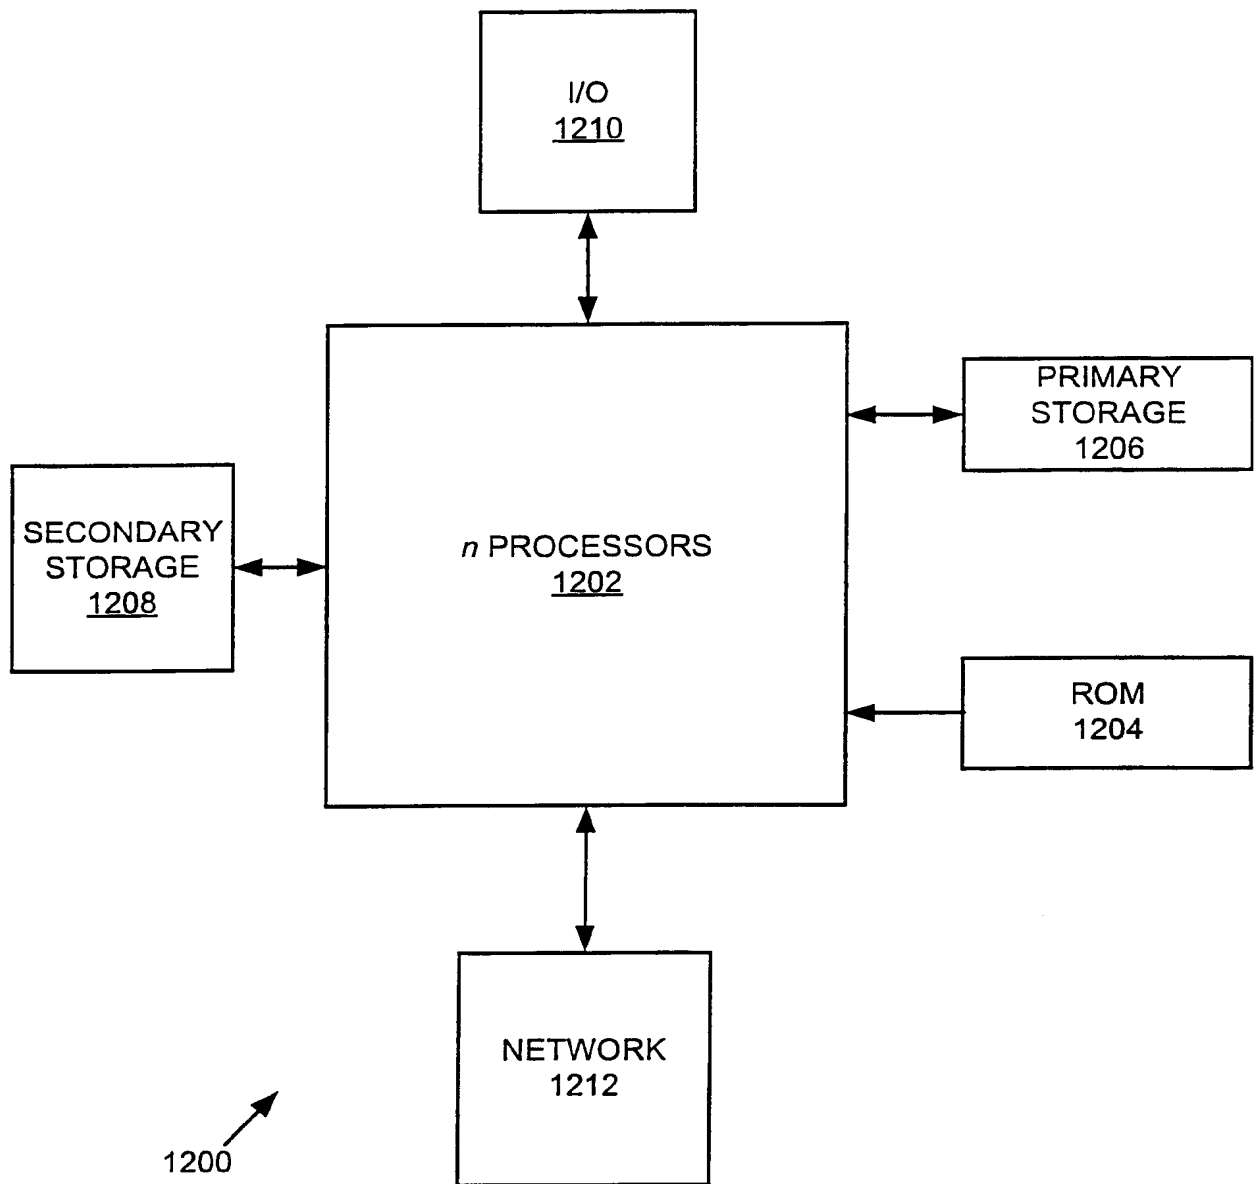 I/O
1210
PRIMARY
STORAGE
1206
SECONDARY
STORAGE
1208
n PROCESSORS
1202
ROM
1204
NETWORK
1212
1200